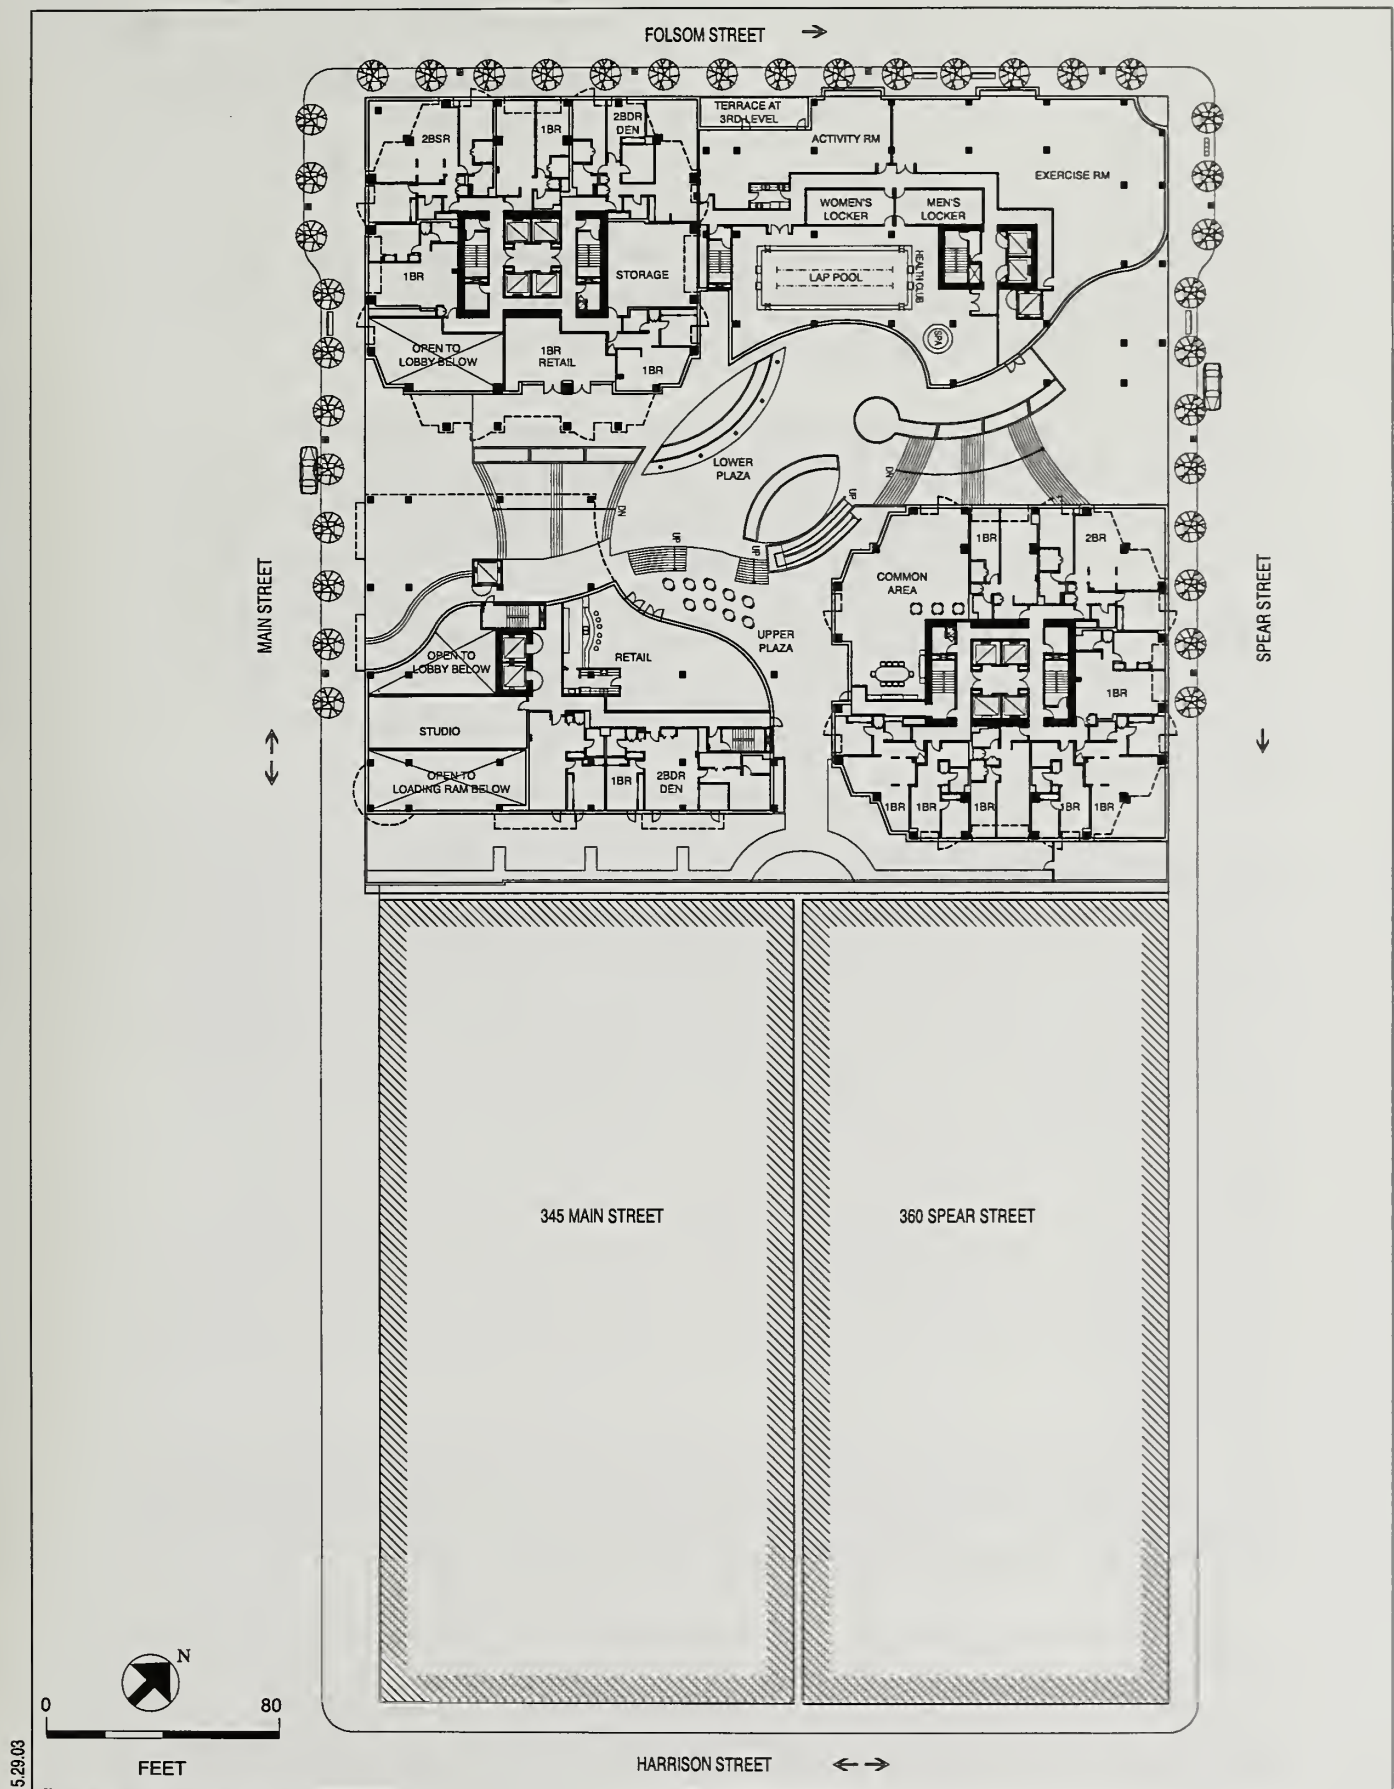 FOLSOM STREET →
TERRACE AT
3RD LEVEL
ACTIVITY RM
EXERCISE RM
2BSR
1BR
2BDR
DEN
WOMEN'S
LOCKER
MEN'S
LOCKER
1BR
STORAGE
LAP POOL
HEALTH CLUB
SPA
OPEN TO
LOBBY BELOW
1BR
RETAIL
1BR
LOWER
PLAZA
DN
UP
DN
UP
UP
1BR
2BR
COMMON
AREA
MAIN STREET
SPEAR STREET
UPPER
PLAZA
OPEN TO
LOBBY BELOW
RETAIL
1BR
STUDIO
OPEN TO
LOADING RAM BELOW
1BR
2BDR
DEN
1BR
1BR
1BR
1BR
1BR
345 MAIN STREET
360 SPEAR STREET
N
0 80
FEET
HARRISON STREET ← →
5.29.03